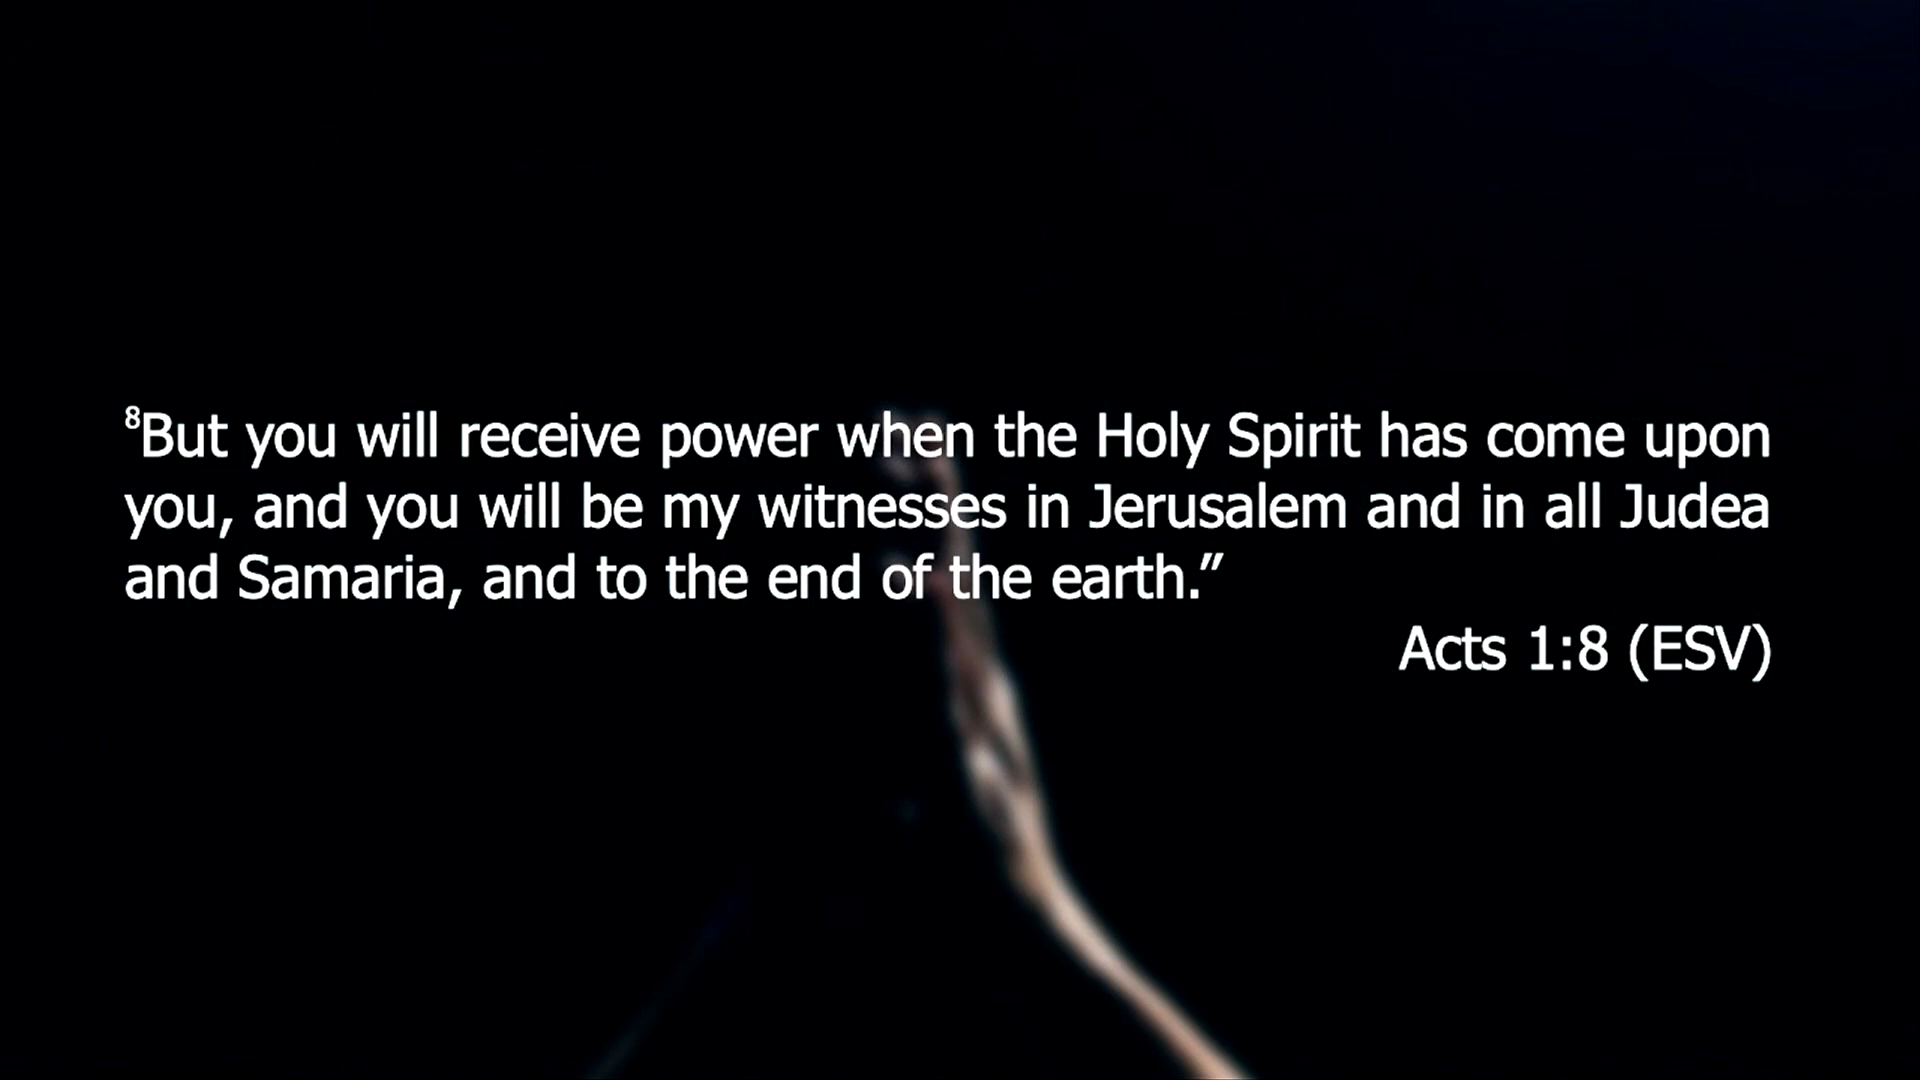 ⁸But you will receive power when the Holy Spirit has come upon
you, and you will be my witnesses in Jerusalem and in all Judea
and Samaria, and to the end of the earth.”
Acts 1:8 (ESV)